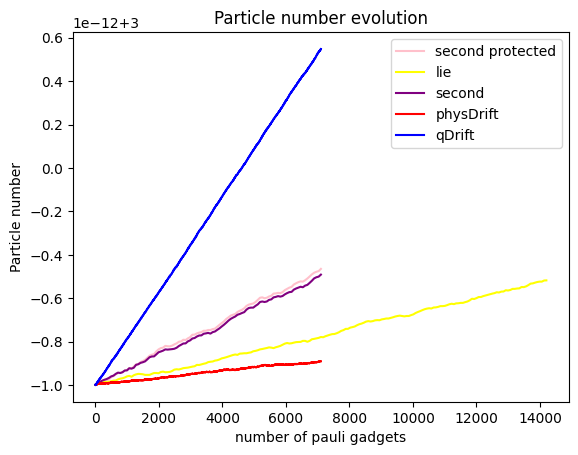 Particle number evolution
1e−12+3
0.6
0.4
0.2
0.0
−0.2
−0.4
−0.6
−0.8
−1.0
Particle number
second protected
lie
second
physDrift
qDrift
0 2000 4000 6000 8000 10000 12000 14000
number of pauli gadgets